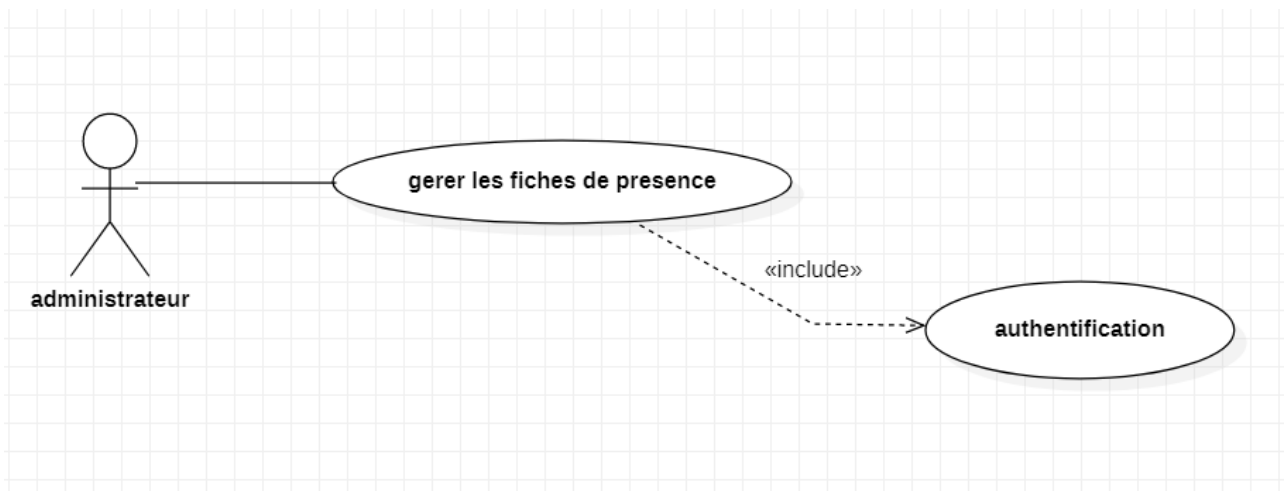 gerer les fiches de presence
«include»
administrateur
authentification